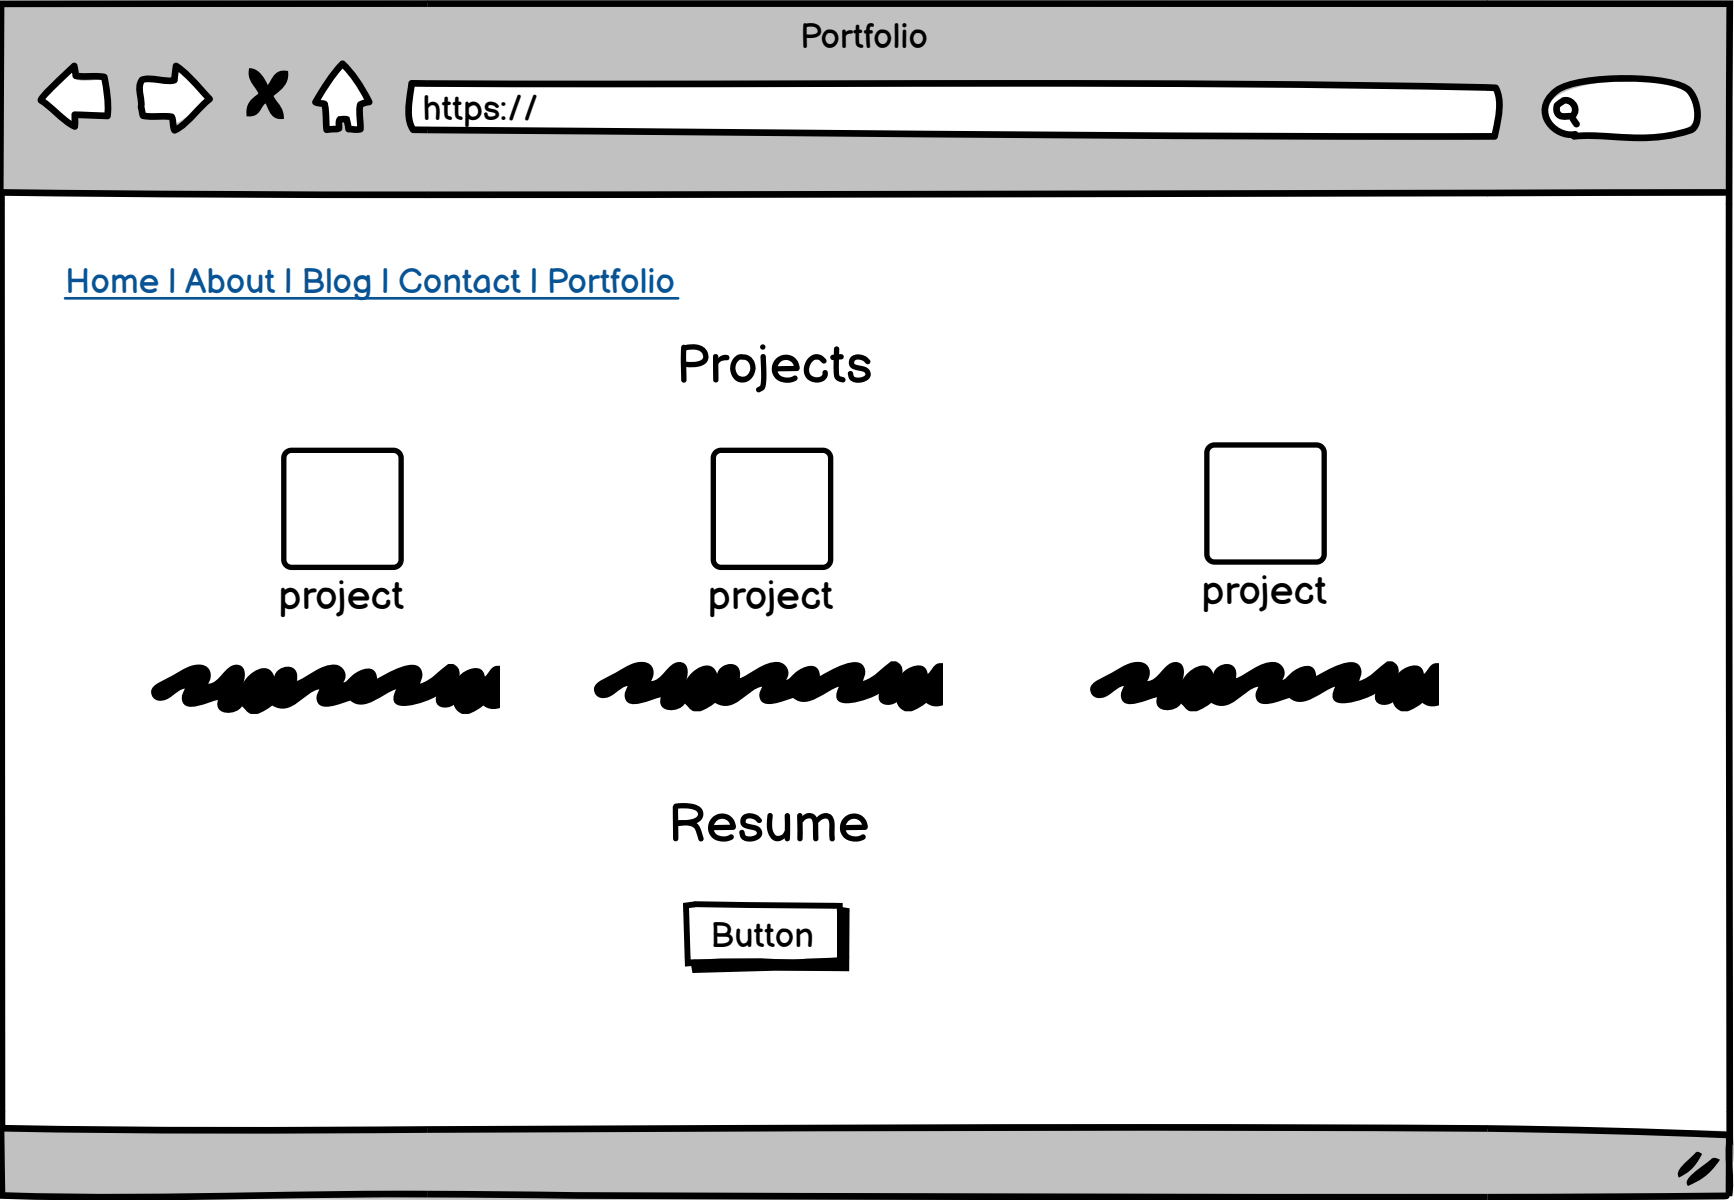 Portfolio
https://
Home | About | Blog | Contact | Portfolio
Projects
project
project
project
Resume
Button